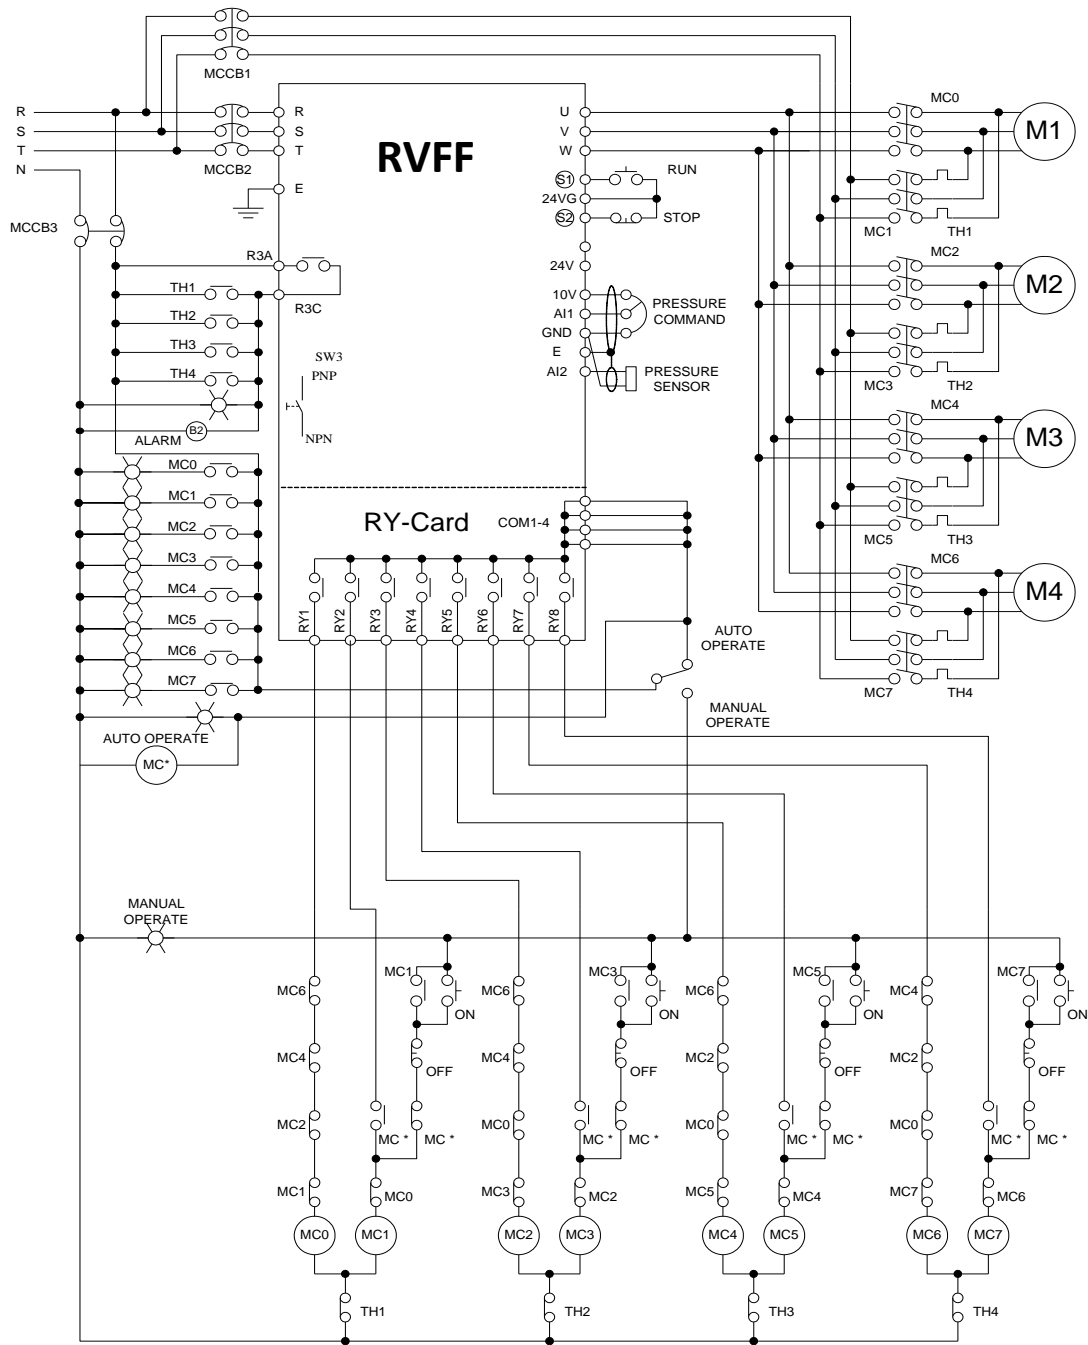 MCCB1
R
S
T
N
MCCB2
R
S
T
E
RVFF
U
V
W
S1
24VG
S2
RUN
STOP
MC0
M1
MC1
TH1
MCCB3
R3A
R3C
24V
10V
AI1
GND
E
AI2
PRESSURE
COMMAND
PRESSURE
SENSOR
MC2
M2
MC3
TH2
TH1
TH2
TH3
TH4
ALARM
B2
SW3
PNP
NPN
MC4
M3
MC5
TH3
MC0
MC1
MC2
MC3
MC4
MC5
MC6
MC7
RY-Card
COM1-4
RY1
RY2
RY3
RY4
RY5
RY6
RY7
RY8
MC6
M4
MC7
TH4
AUTO
OPERATE
MANUAL
OPERATE
AUTO OPERATE
MC*
MANUAL
OPERATE
MC6
MC4
MC2
MC1
MC0
MC1
ON
OFF
MC *
MC *
MC0
MC1
TH1
MC6
MC4
MC0
MC3
MC2
MC3
ON
OFF
MC *
MC *
MC2
MC3
TH2
MC6
MC2
MC0
MC5
MC4
MC5
ON
OFF
MC *
MC *
MC4
MC5
TH3
MC4
MC2
MC0
MC7
MC6
MC7
ON
OFF
MC *
MC *
MC6
MC7
TH4